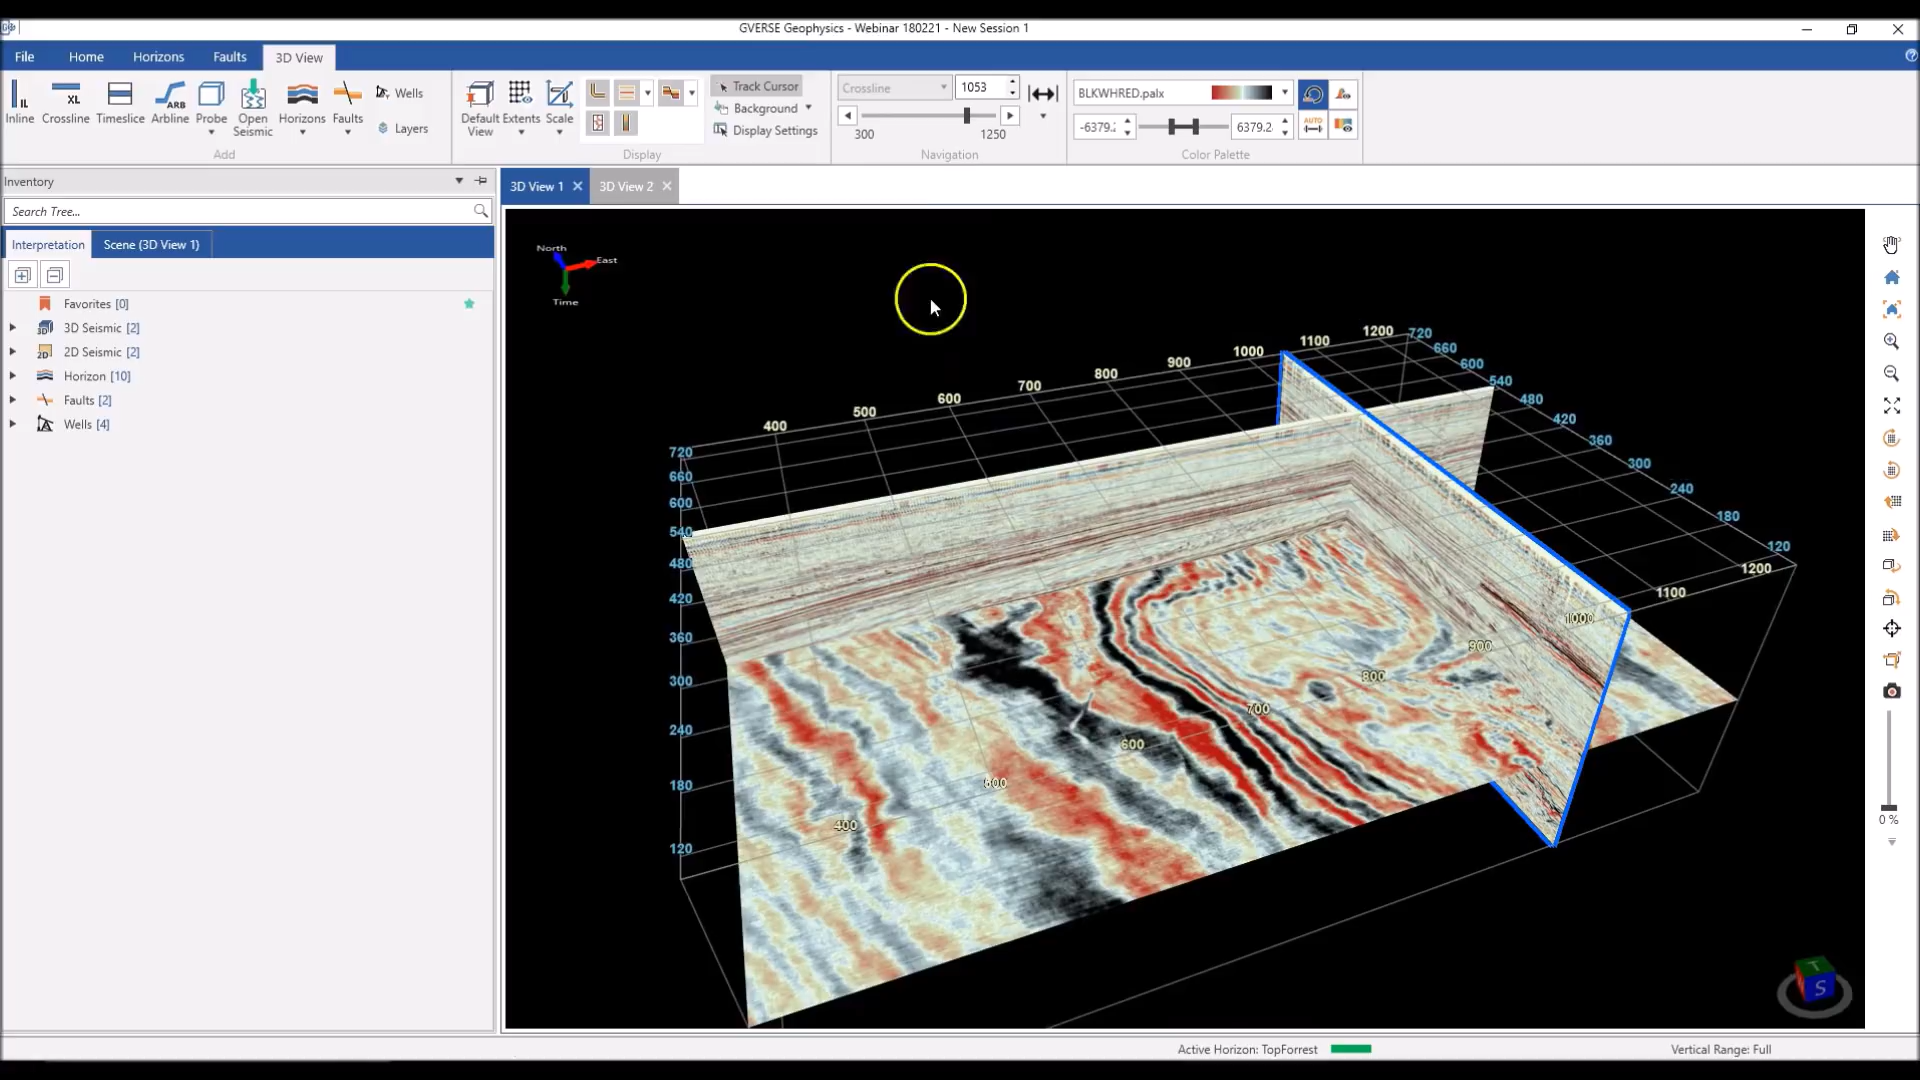 GVERSE Geophysics - Webinar 180221 - New Session 1
File Home Horizons Faults 3D View
IL XL ARB
Inline Crossline Timeslice Arbline Probe Open Seismic Horizons Faults
Wells
Layers
Add
Default View Extents Scale
Display
Track Cursor
Background
Display Settings
Crossline 1053
300 1250
Navigation
BLKWHRED.palx
-6379.2 6379.2
AUTO
Color Palette
Inventory
Search Tree...
Interpretation Scene (3D View 1)
Favorites [0]
3D Seismic [2]
2D Seismic [2]
Horizon [10]
Faults [2]
Wells [4]
3D View 1 3D View 2
North
East
Time
400 500 600 700 800 900 1000 1100 1200
720 660 600 540 480 420 360 300 240 180 120
720
660
600
540
480
420
360
300
240
180
120
400 500 600 700 800 900 1000 1100 1200
T
S
0 %
Active Horizon: TopForrest
Vertical Range: Full